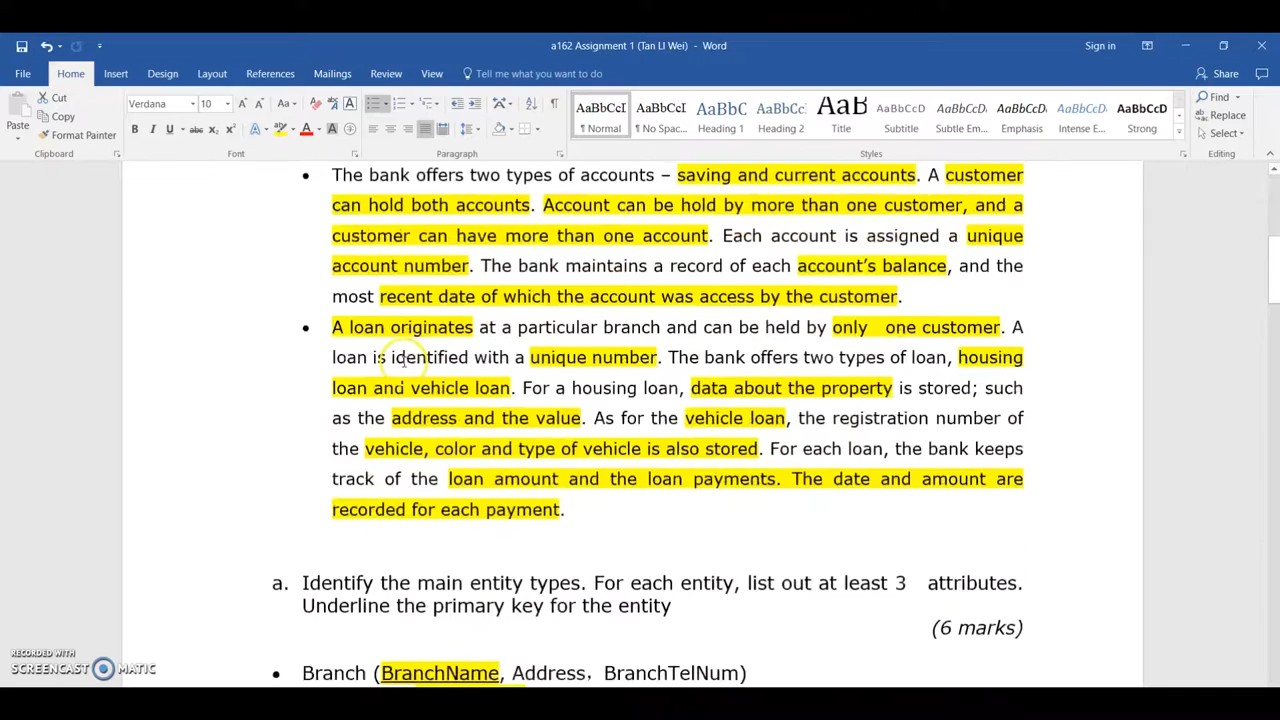 a162 Assignment 1 (Tan LI Wei) - Word
Sign in
File Home Insert Design Layout References Mailings Review View Tell me what you want to do
Share
Paste
Cut
Copy
Format Painter
Clipboard
Verdana 10
Font
Paragraph
AaBbCcI AaBbCcI AaBbC AaBbCc AaB AaBbCcD AaBbCcDc AaBbCcDc AaBbCcDc AaBbCcDc
¶ Normal ¶ No Spac... Heading 1 Heading 2 Title Subtitle Subtle Em... Emphasis Intense E... Strong
Styles
Find
Replace
Select
Editing
• The bank offers two types of accounts – saving and current accounts. A customer
can hold both accounts. Account can be hold by more than one customer, and a
customer can have more than one account. Each account is assigned a unique
account number. The bank maintains a record of each account’s balance, and the
most recent date of which the account was access by the customer.
• A loan originates at a particular branch and can be held by only one customer. A
loan is identified with a unique number. The bank offers two types of loan, housing
loan and vehicle loan. For a housing loan, data about the property is stored; such
as the address and the value. As for the vehicle loan, the registration number of
the vehicle, color and type of vehicle is also stored. For each loan, the bank keeps
track of the loan amount and the loan payments. The date and amount are
recorded for each payment.
a. Identify the main entity types. For each entity, list out at least 3 attributes.
Underline the primary key for the entity
(6 marks)
• Branch (BranchName, Address, BranchTelNum)
RECORDED WITH
SCREENCAST MATIC